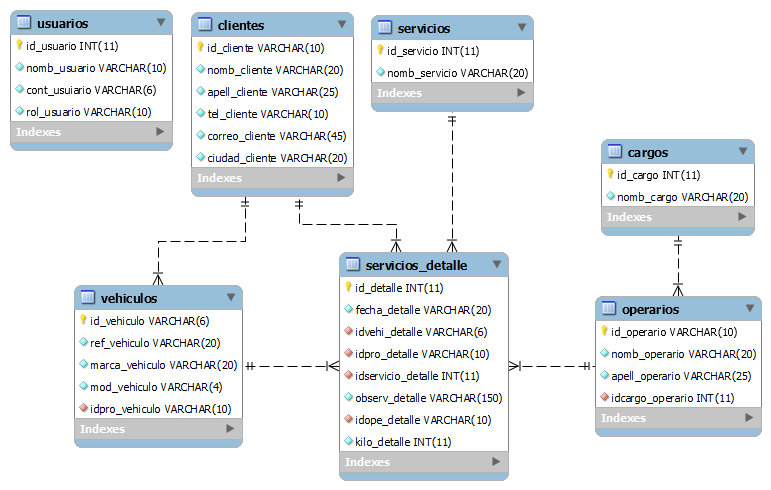 usuarios
id_usuario INT(11)
nomb_usuario VARCHAR(10)
cont_usuiario VARCHAR(6)
rol_usuario VARCHAR(10)
Indexes
clientes
id_cliente VARCHAR(10)
nomb_cliente VARCHAR(20)
apell_cliente VARCHAR(25)
tel_cliente VARCHAR(10)
correo_cliente VARCHAR(45)
ciudad_cliente VARCHAR(20)
Indexes
servicios
id_servicio INT(11)
nomb_servicio VARCHAR(20)
Indexes
cargos
id_cargo INT(11)
nomb_cargo VARCHAR(20)
Indexes
vehiculos
id_vehiculo VARCHAR(6)
ref_vehiculo VARCHAR(20)
marca_vehiculo VARCHAR(20)
mod_vehiculo VARCHAR(4)
idpro_vehiculo VARCHAR(10)
Indexes
servicios_detalle
id_detalle INT(11)
fecha_detalle VARCHAR(20)
idvehi_detalle VARCHAR(6)
idpro_detalle VARCHAR(10)
idservicio_detalle INT(11)
observ_detalle VARCHAR(150)
idope_detalle VARCHAR(10)
kilo_detalle INT(11)
Indexes
operarios
id_operario VARCHAR(10)
nomb_operario VARCHAR(20)
apell_operario VARCHAR(25)
idcargo_operario INT(11)
Indexes